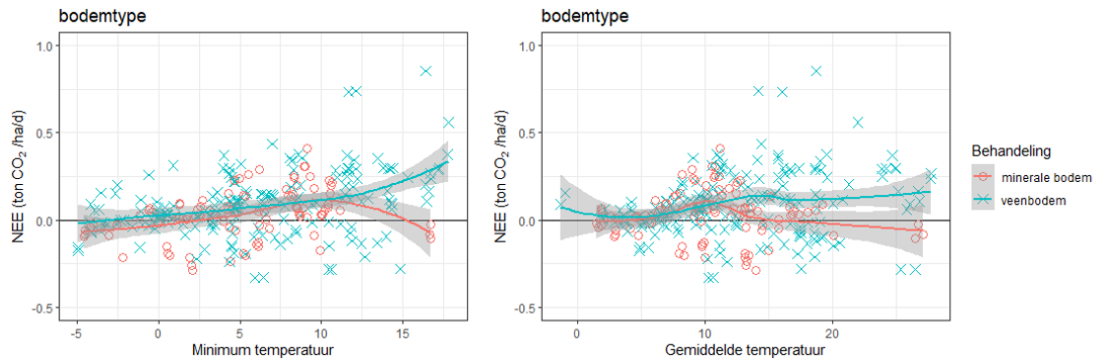 bodemtype
NEE (ton CO₂ /ha/d)
1.0
0.5
0.0
-0.5
-5
0
5
10
15
Minimum temperatuur
bodemtype
NEE (ton CO₂ /ha/d)
1.0
0.5
0.0
-0.5
0
10
20
Gemiddelde temperatuur
Behandeling
minerale bodem
veenbodem